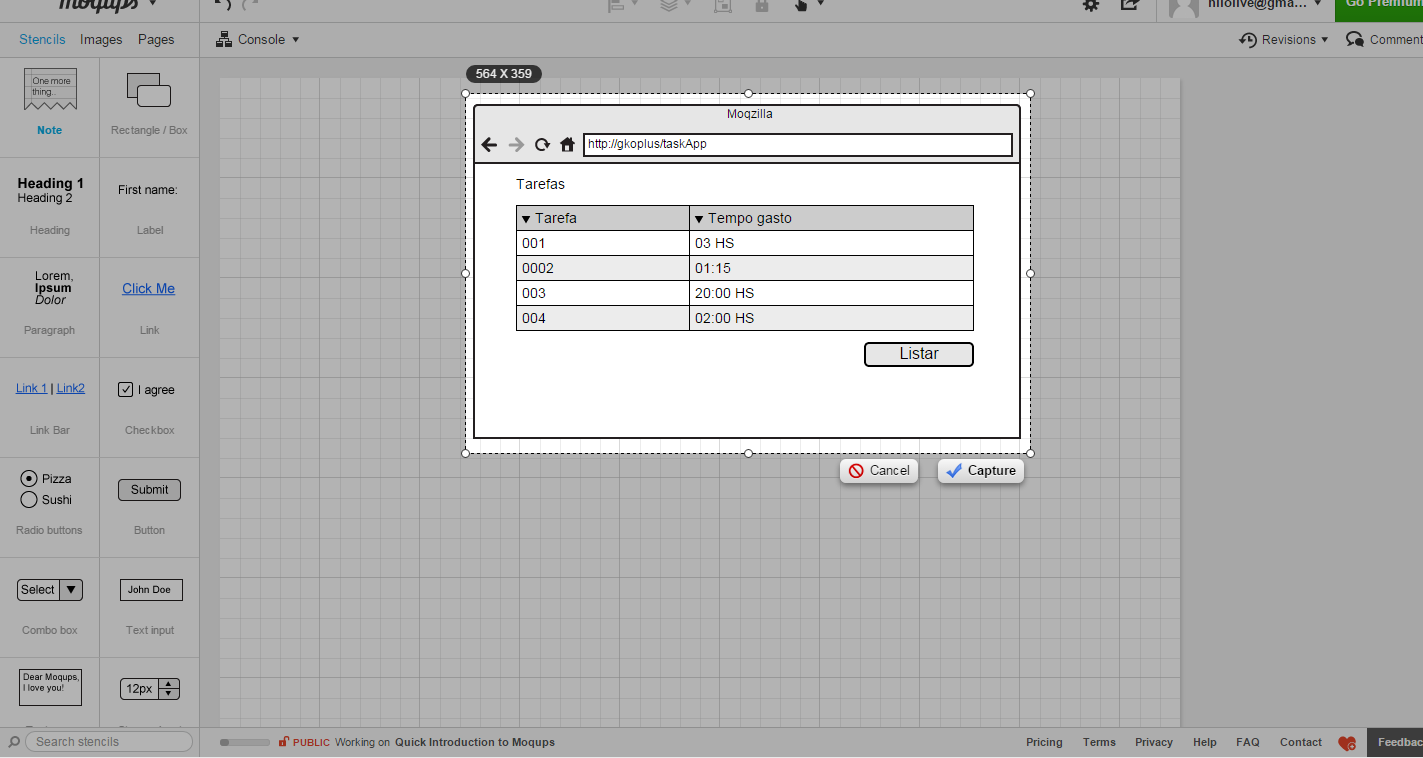 moqups
nilolive@gma...
Go Premium
Stencils Images Pages
Console
Revisions
Comment
564 X 359
One more
thing..
Note
Rectangle / Box
Heading 1
Heading 2
Heading
First name:
Label
Lorem,
Ipsum
Dolor
Paragraph
Click Me
Link
Link 1 | Link2
Link Bar
I agree
Checkbox
Pizza
Sushi
Radio buttons
Submit
Button
Select
Combo box
John Doe
Text input
Dear Moqups,
I love you!
12px
Moqzilla
http://gkoplus/taskApp
Tarefas
Tarefa Tempo gasto
001 03 HS
0002 01:15
003 20:00 HS
004 02:00 HS
Listar
Cancel
Capture
Search stencils
PUBLIC Working on Quick Introduction to Moqups
Pricing Terms Privacy Help FAQ Contact
Feedbac